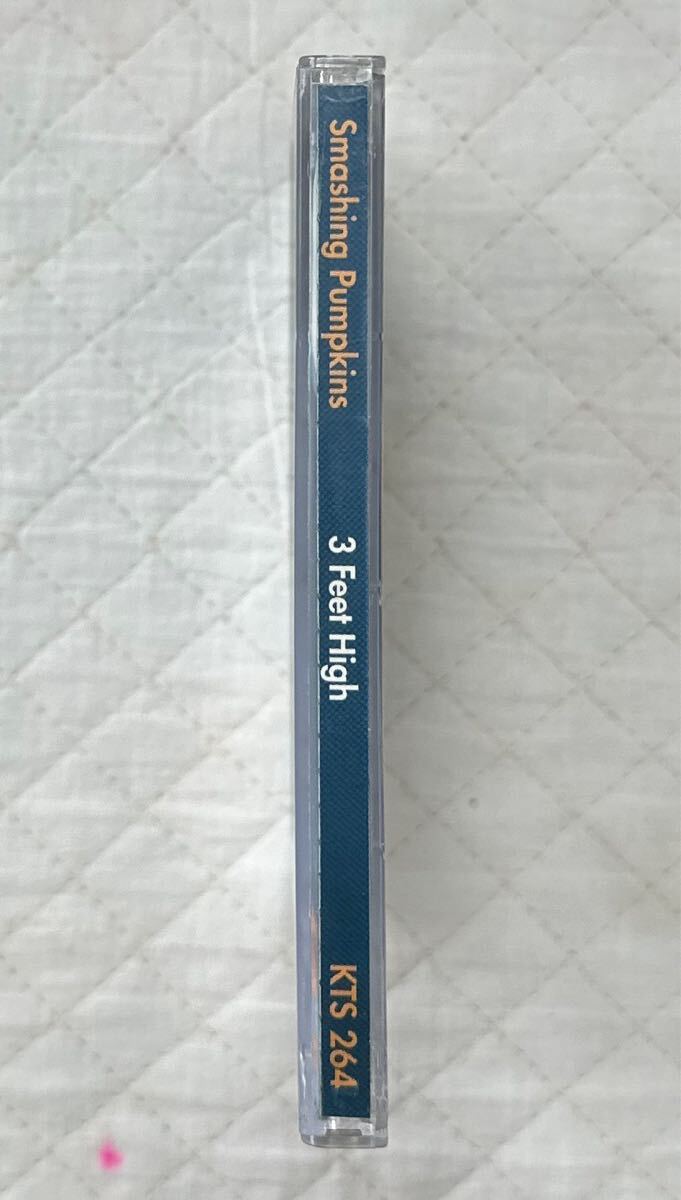 Smashing Pumpkins
3 Feet High
KTS 264